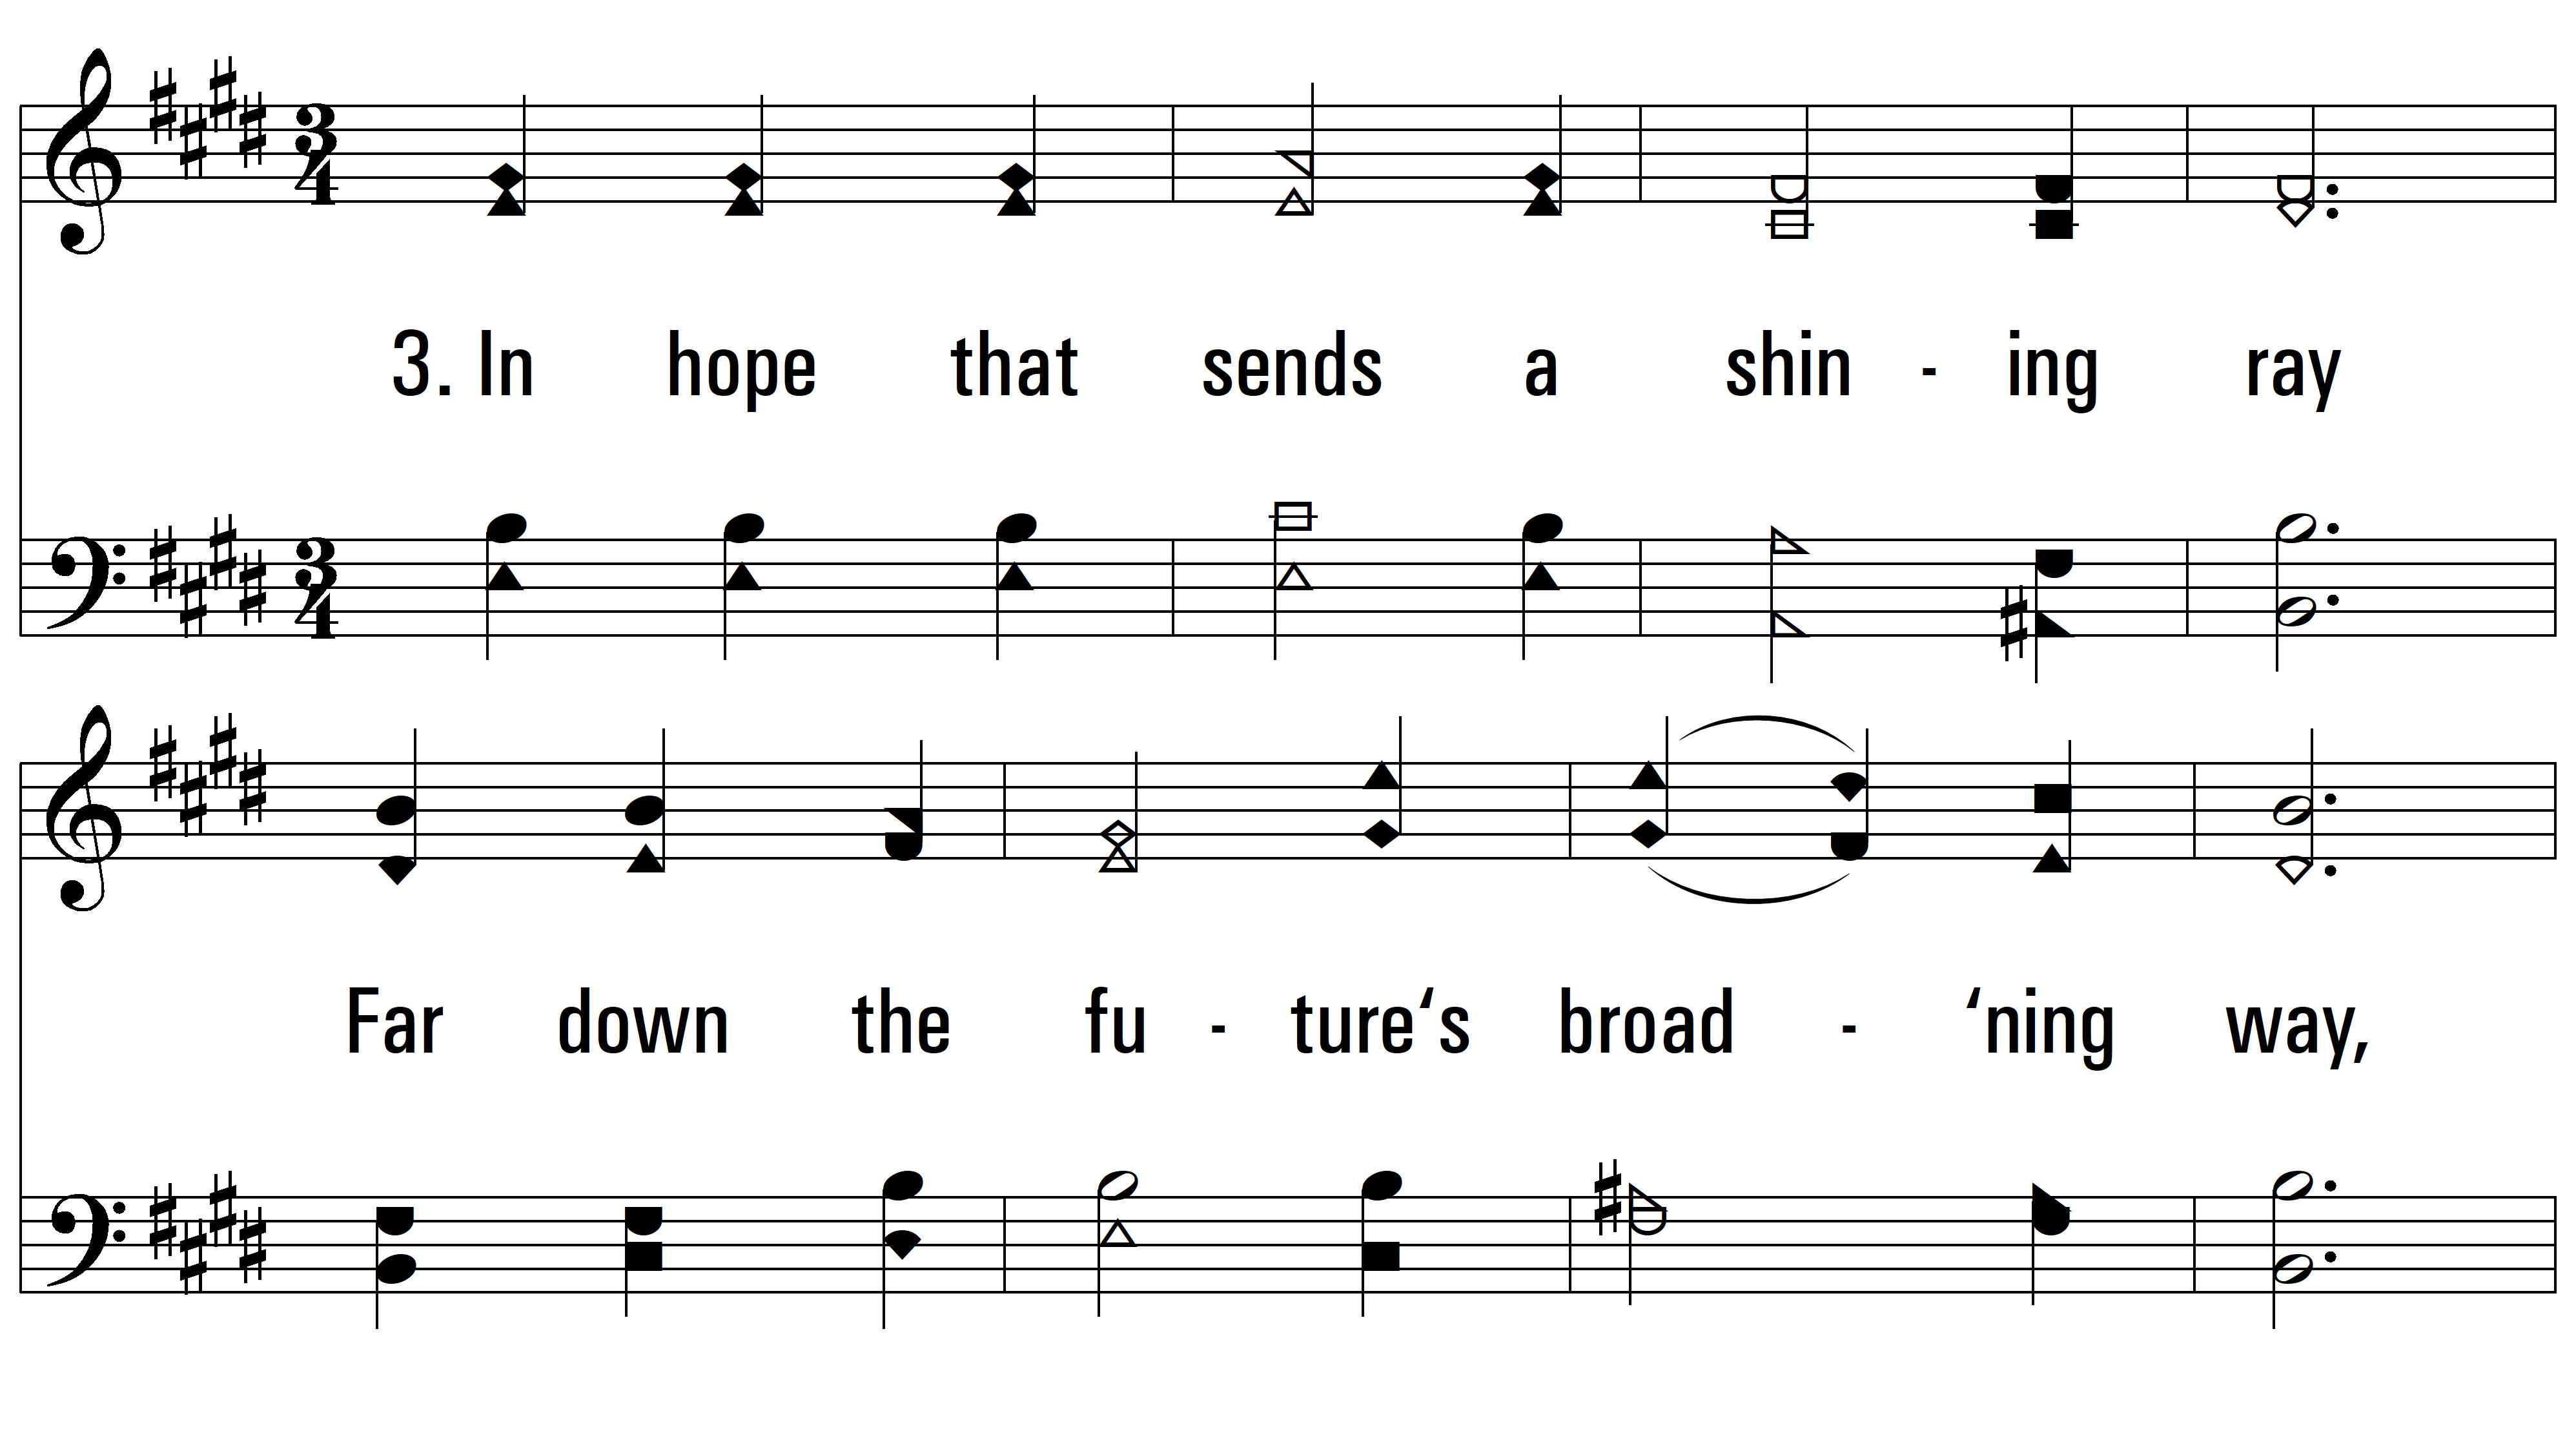 3. In hope that sends a shin - ing ray
Far down the fu - ture‘s broad - ‘ning way,